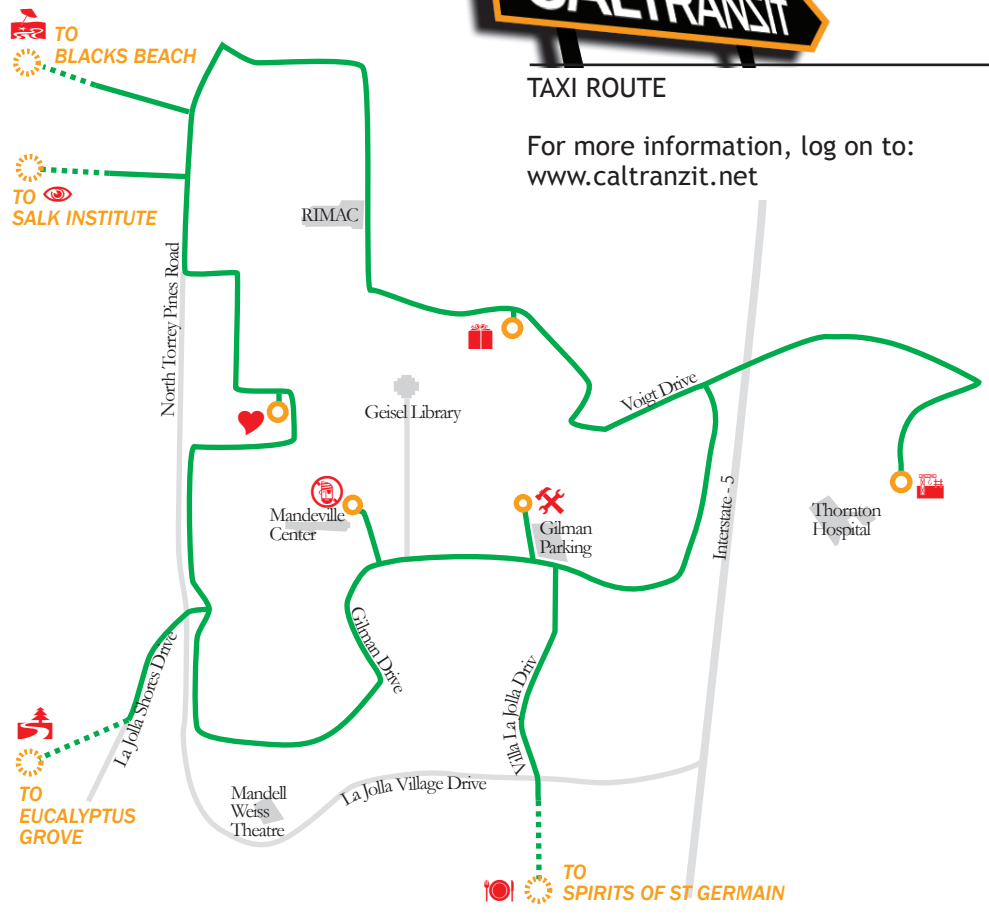 CALTRANZIT
TAXI ROUTE
For more information, log on to:
www.caltranzit.net
TO
BLACKS BEACH
TO
SALK INSTITUTE
RIMAC
North Torrey Pines Road
Geisel Library
Voigt Drive
Interstate - 5
Mandeville
Center
Gilman
Parking
Thornton
Hospital
Gilman Drive
La Jolla Shores Drive
Villa La Jolla Driv
TO
EUCALYPTUS
GROVE
Mandell
Weiss
Theatre
La Jolla Village Drive
TO
SPIRITS OF ST GERMAIN